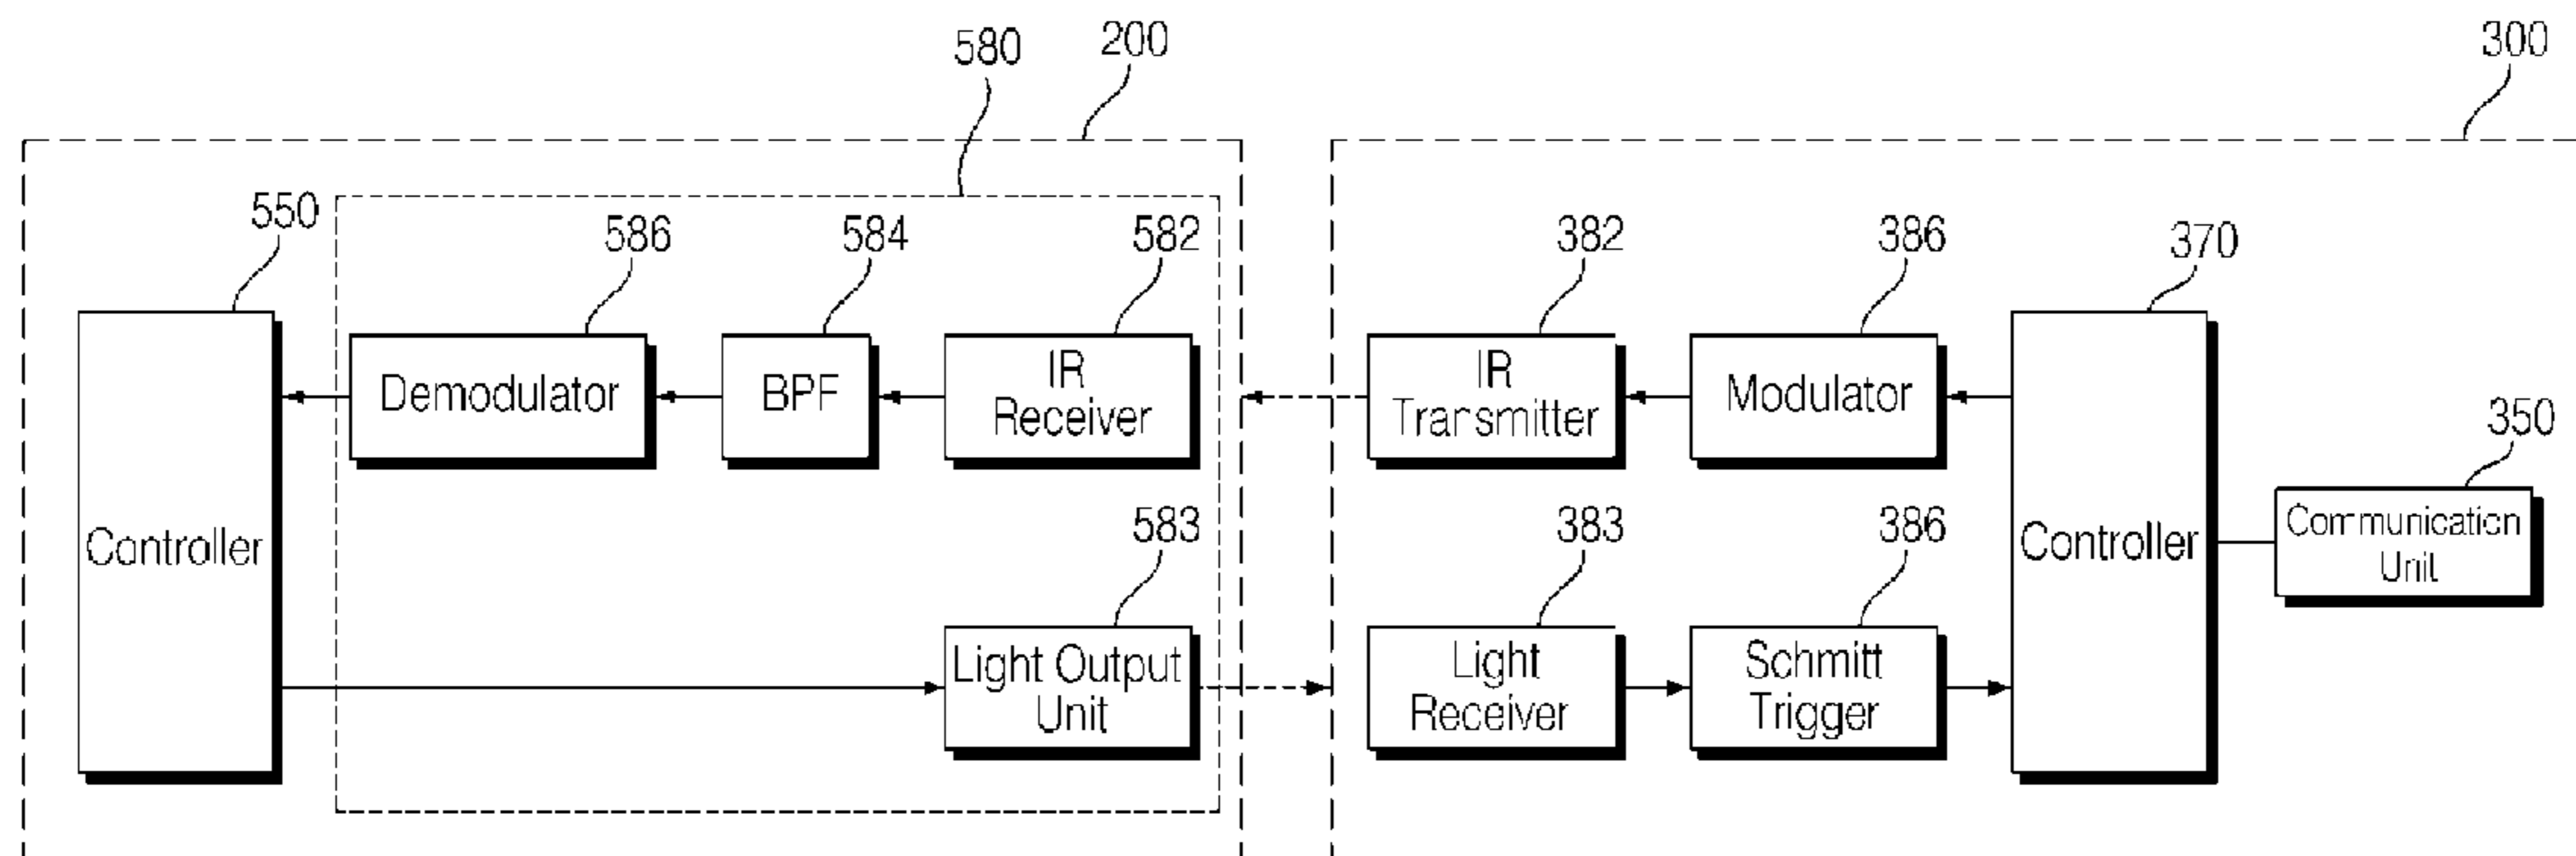 580
200
300
550
586
584
582
382
386
370
Demodulator
BPF
IR
Receiver
IR
Transmitter
Modulator
350
Controller
583
383
386
Controller
Communication
Unit
Light Output
Unit
Light
Receiver
Schmitt
Trigger